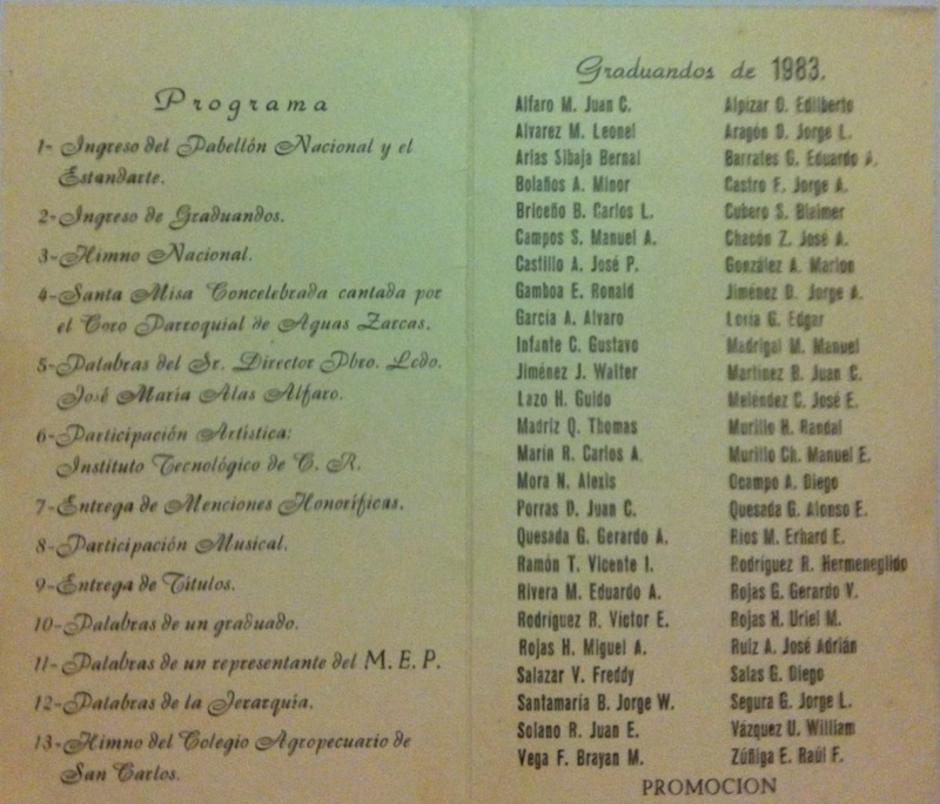 Programa
1- Ingreso del Pabellón Nacional y el
Estandarte.
2- Ingreso de Graduandos.
3- Himno Nacional.
4- Santa Misa Concelebrada cantada por
el Coro Parroquial de Aguas Zarcas.
5- Palabras del Sr. Director Pbro. Lcdo.
José María Alas Alfaro.
6- Participación Artística:
Instituto Tecnológico de C. R.
7- Entrega de Menciones Honoríficas.
8- Participación Musical.
9- Entrega de Títulos.
10- Palabras de un graduado.
11- Palabras de un representante del M. E. P.
12- Palabras de la Jerarquía.
13- Himno del Colegio Agropecuario de
San Carlos.
Graduandos de 1983.
Alfaro M. Juan C.
Alvarez M. Leonel
Arias Sibaja Bernal
Bolaños A. Minor
Briceño B. Carlos L.
Campos S. Manuel A.
Castillo A. José P.
Gamboa E. Ronald
García A. Alvaro
Infante C. Gustavo
Jiménez J. Walter
Lazo H. Guido
Madriz Q. Thomas
Marín R. Carlos A.
Mora N. Alexis
Porras D. Juan C.
Quesada G. Gerardo A.
Ramón T. Vicente I.
Rivera M. Eduardo A.
Rodríguez R. Víctor E.
Rojas H. Miguel A.
Salazar V. Freddy
Santamaría B. Jorge W.
Solano R. Juan E.
Vega F. Brayan M.
Alpízar O. Edilberto
Aragón D. Jorge L.
Barrales G. Eduardo A.
Castro F. Jorge A.
Cubero S. Blaimer
Chacón Z. José A.
González A. Marlon
Jiménez D. Jorge A.
Loría G. Edgar
Madrigal M. Manuel
Martínez B. Juan C.
Meléndez C. José E.
Murillo H. Randal
Murillo Ch. Manuel E.
Ocampo A. Diego
Quesada G. Alonso E.
Ríos M. Erhard E.
Rodríguez R. Hermenegildo
Rojas G. Gerardo V.
Rojas H. Uriel M.
Ruiz A. José Adrián
Salas G. Diego
Segura G. Jorge L.
Vázquez U. William
Zúñiga E. Raúl F.
PROMOCION